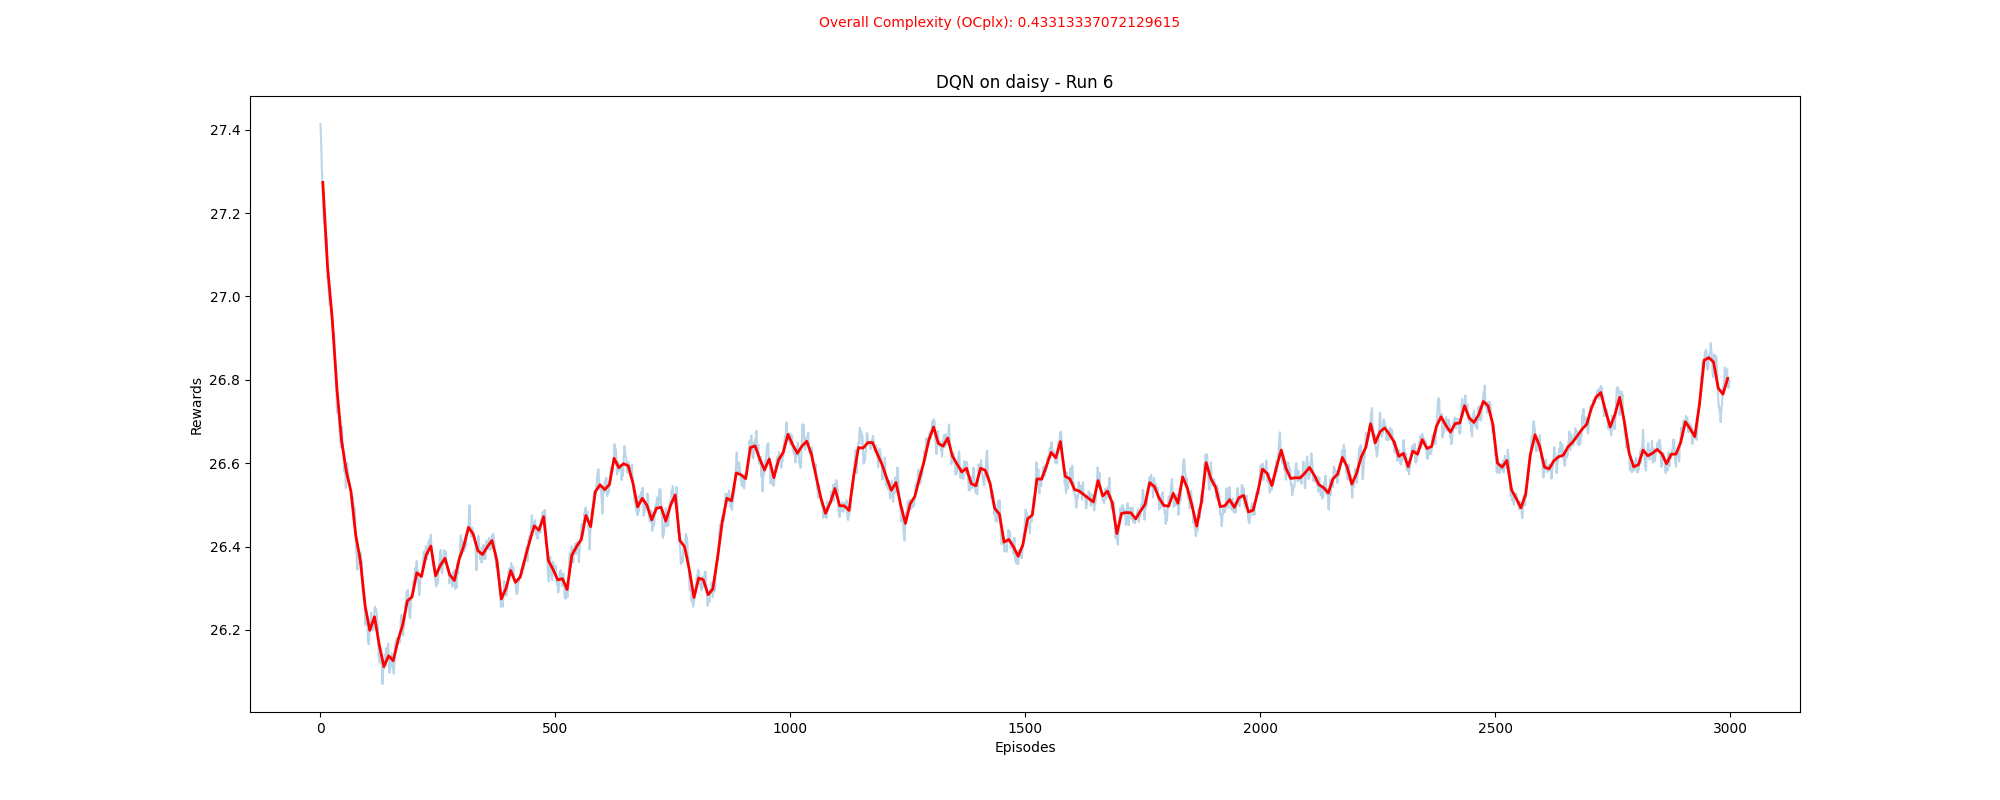 Overall Complexity (OCplx): 0.43313337072129615
DQN on daisy - Run 6
Rewards
27.4
27.2
27.0
26.8
26.6
26.4
26.2
0 500 1000 1500 2000 2500 3000
Episodes